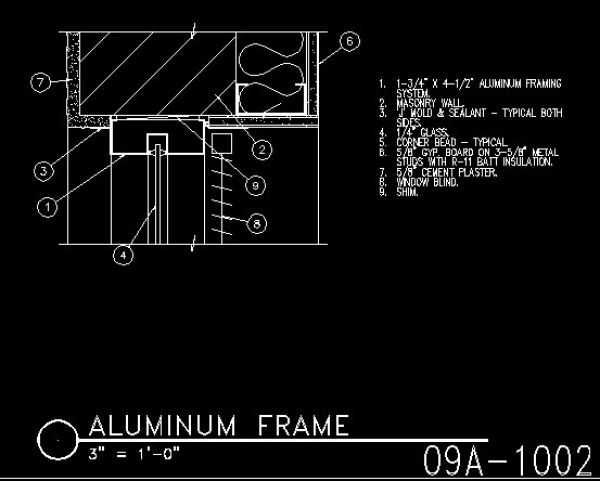 6
7
3
1
4
2
9
8
1. 1-3/4" X 4-1/2" ALUMINUM FRAMING
SYSTEM.
2. MASONRY WALL.
3. 'J' MOLD & SEALANT - TYPICAL BOTH
SIDES.
4. 1/4" GLASS.
5. CORNER BEAD - TYPICAL
6. 5/8" GYP. BOARD ON 3-5/8" METAL
STUDS WITH R-11 BATT INSULATION.
7. 5/8" CEMENT PLASTER.
8. WINDOW BLIND.
9. SHIM.
ALUMINUM FRAME
3" = 1'-0"
09A-1002